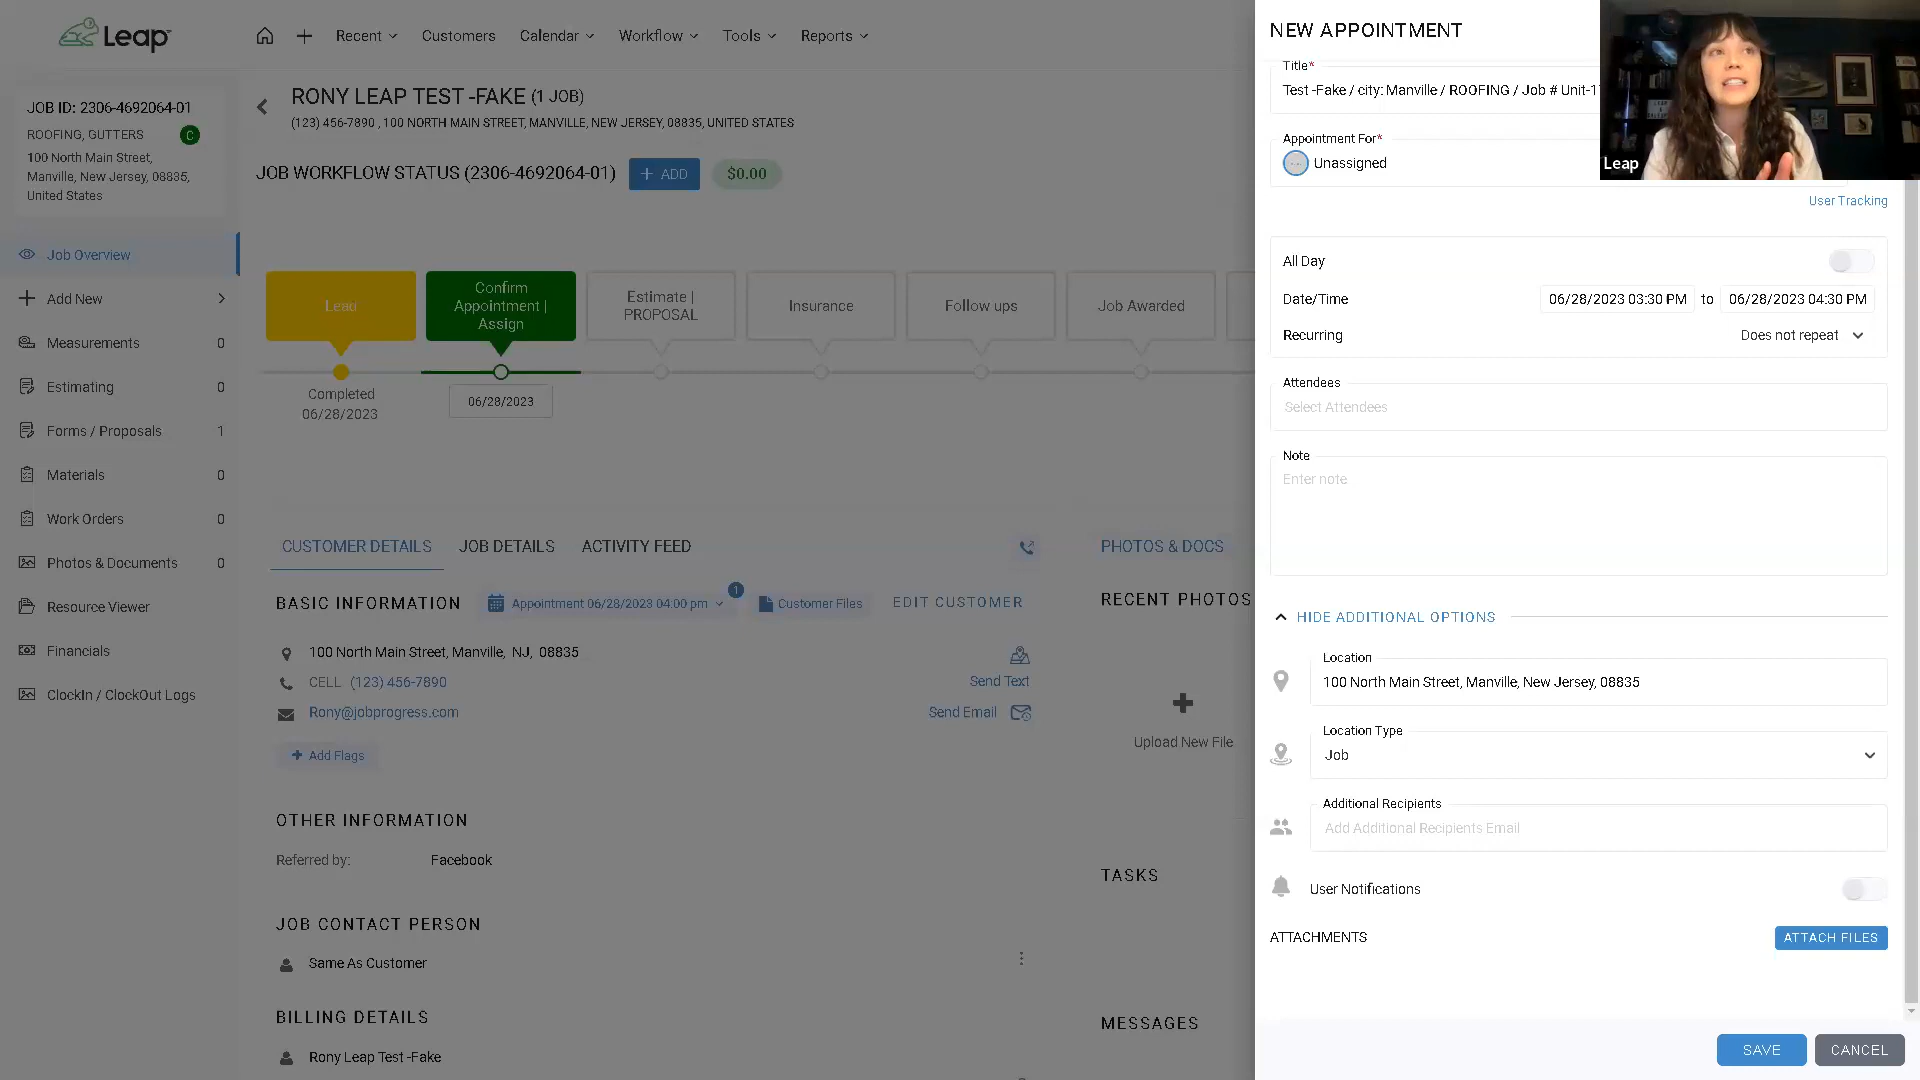 Leap
Recent
Customers
Calendar
Workflow
Tools
Reports
JOB ID: 2306-4692064-01
ROOFING, GUTTERS
C
100 North Main Street,
Manville, New Jersey, 08835,
United States
Job Overview
Add New
Measurements 0
Estimating 0
Forms / Proposals 1
Materials 0
Work Orders 0
Photos & Documents 0
Resource Viewer
Financials
ClockIn / ClockOut Logs
RONY LEAP TEST -FAKE (1 JOB)
(123) 456-7890 , 100 NORTH MAIN STREET, MANVILLE, NEW JERSEY, 08835, UNITED STATES
JOB WORKFLOW STATUS (2306-4692064-01)
+ ADD
$0.00
Lead
Confirm
Appointment |
Assign
Estimate |
PROPOSAL
Insurance
Follow ups
Job Awarded
Completed
06/28/2023
06/28/2023
CUSTOMER DETAILS
JOB DETAILS
ACTIVITY FEED
BASIC INFORMATION
Appointment 06/28/2023 04:00 pm
1
Customer Files
EDIT CUSTOMER
100 North Main Street, Manville, NJ, 08835
CELL (123) 456-7890
Send Text
Rony@jobprogress.com
Send Email
+ Add Flags
OTHER INFORMATION
Referred by: Facebook
JOB CONTACT PERSON
Same As Customer
BILLING DETAILS
Rony Leap Test -Fake
PHOTOS & DOCS
RECENT PHOTOS
Upload New File
TASKS
MESSAGES
NEW APPOINTMENT
Title*
Test -Fake / city: Manville / ROOFING / Job # Unit-1
Appointment For*
Unassigned
Leap
User Tracking
All Day
Date/Time 06/28/2023 03:30 PM to 06/28/2023 04:30 PM
Recurring Does not repeat
Attendees
Select Attendees
Note
Enter note
HIDE ADDITIONAL OPTIONS
Location
100 North Main Street, Manville, New Jersey, 08835
Location Type
Job
Additional Recipients
Add Additional Recipients Email
User Notifications
ATTACHMENTS
ATTACH FILES
SAVE
CANCEL